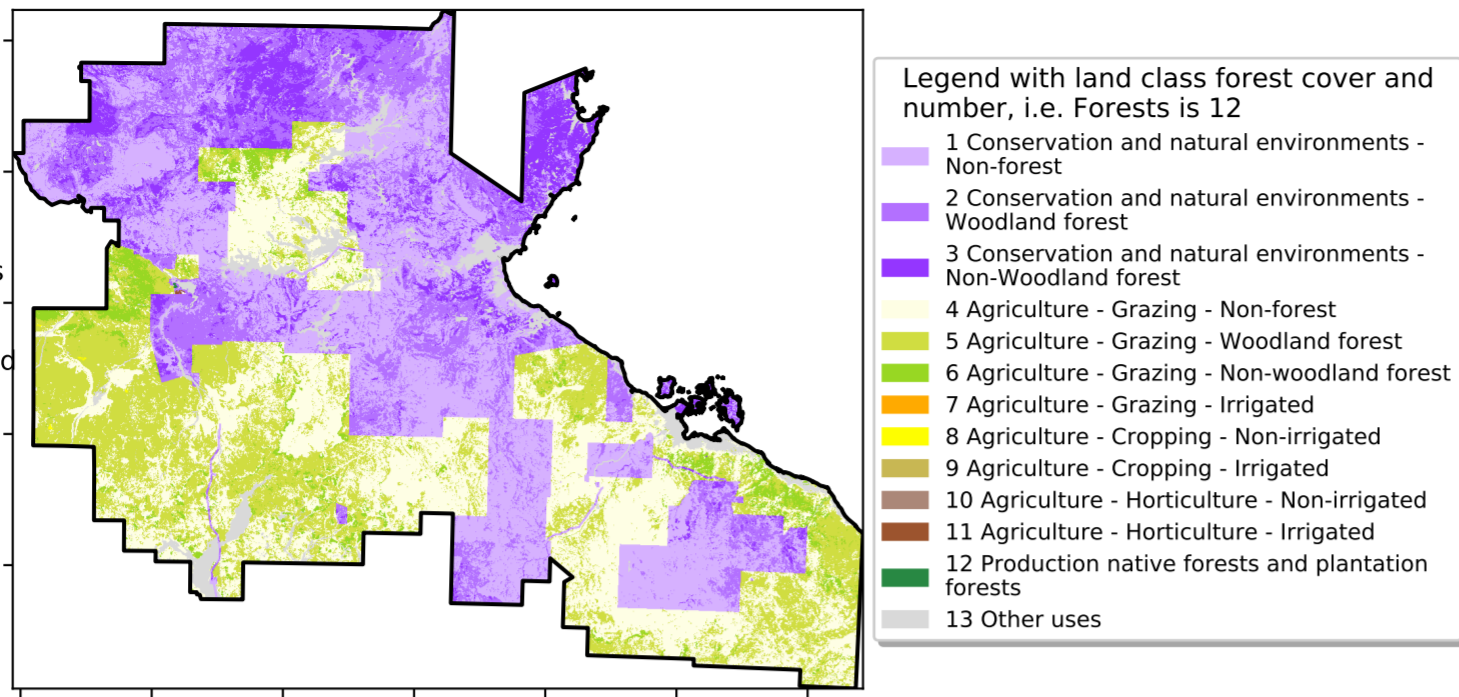 Legend with land class forest cover and
number, i.e. Forests is 12
1 Conservation and natural environments -
Non-forest
2 Conservation and natural environments -
Woodland forest
3 Conservation and natural environments -
Non-Woodland forest
4 Agriculture - Grazing - Non-forest
5 Agriculture - Grazing - Woodland forest
6 Agriculture - Grazing - Non-woodland forest
7 Agriculture - Grazing - Irrigated
8 Agriculture - Cropping - Non-irrigated
9 Agriculture - Cropping - Irrigated
10 Agriculture - Horticulture - Non-irrigated
11 Agriculture - Horticulture - Irrigated
12 Production native forests and plantation
forests
13 Other uses